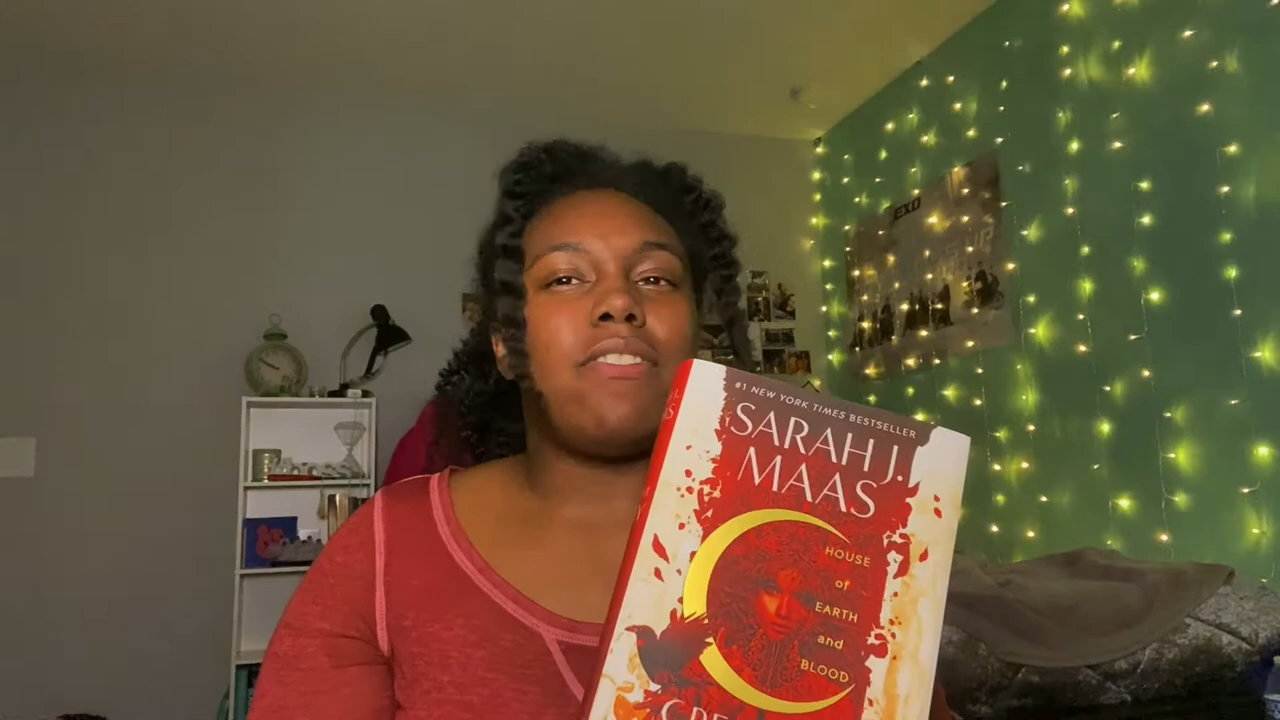 EXO
#1 NEW YORK TIMES BESTSELLER
SARAH J.
MAAS
HOUSE
of
EARTH
and
BLOOD